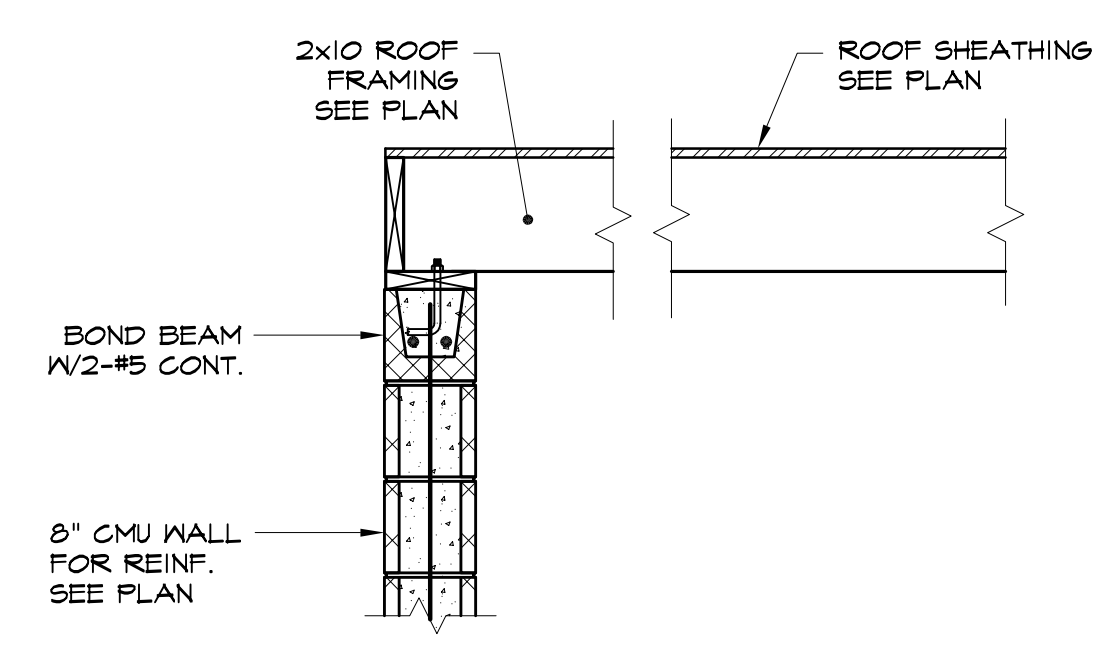 2x10 ROOF
FRAMING
SEE PLAN
ROOF SHEATHING
SEE PLAN
BOND BEAM
W/2-#5 CONT.
8" CMU WALL
FOR REINF.
SEE PLAN